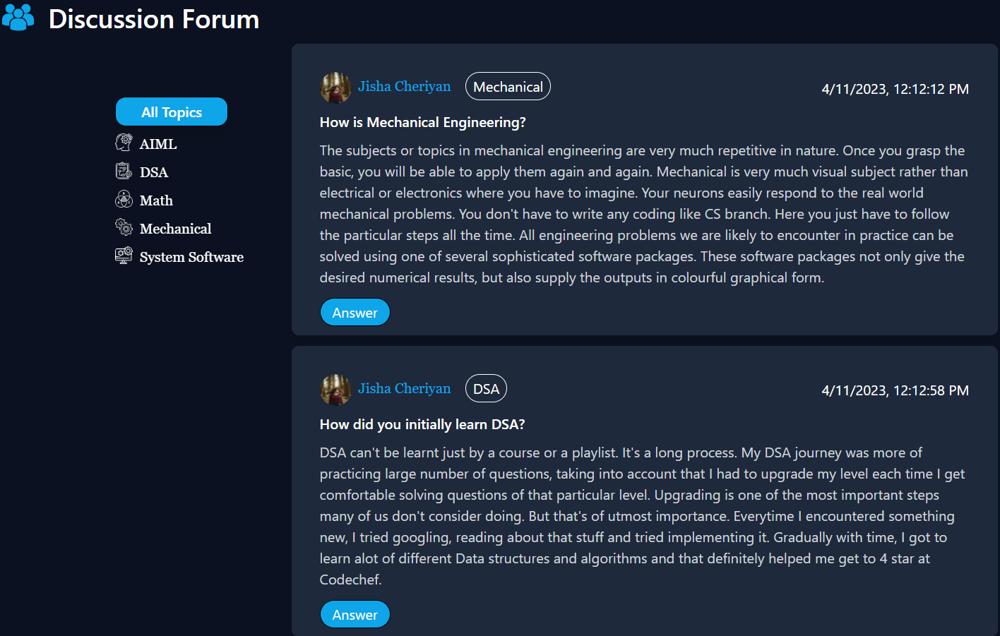 Discussion Forum
All Topics
AIML
DSA
Math
Mechanical
System Software
Jisha Cheriyan
Mechanical
4/11/2023, 12:12:12 PM
How is Mechanical Engineering?
The subjects or topics in mechanical engineering are very much repetitive in nature. Once you grasp the
basic, you will be able to apply them again and again. Mechanical is very much visual subject rather than
electrical or electronics where you have to imagine. Your neurons easily respond to the real world
mechanical problems. You don't have to write any coding like CS branch. Here you just have to follow
the particular steps all the time. All engineering problems we are likely to encounter in practice can be
solved using one of several sophisticated software packages. These software packages not only give the
desired numerical results, but also supply the outputs in colourful graphical form.
Answer
Jisha Cheriyan
DSA
4/11/2023, 12:12:58 PM
How did you initially learn DSA?
DSA can't be learnt just by a course or a playlist. It's a long process. My DSA journey was more of
practicing large number of questions, taking into account that I had to upgrade my level each time I get
comfortable solving questions of that particular level. Upgrading is one of the most important steps
many of us don't consider doing. But that's of utmost importance. Everytime I encountered something
new, I tried googling, reading about that stuff and tried implementing it. Gradually with time, I got to
learn alot of different Data structures and algorithms and that definitely helped me get to 4 star at
Codechef.
Answer